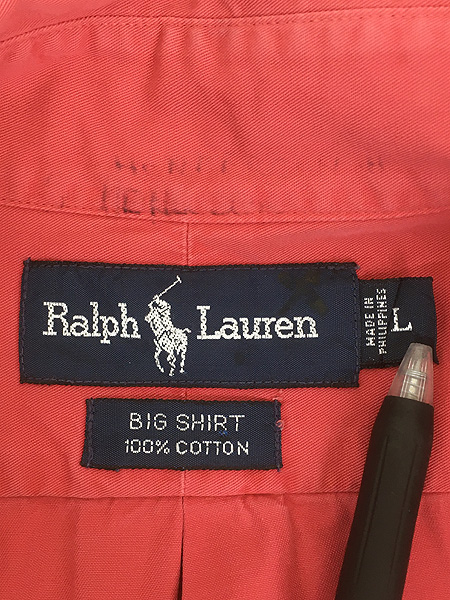 Ralph Lauren
MADE IN
PHILIPPINES
L
BIG SHIRT
100% COTTON